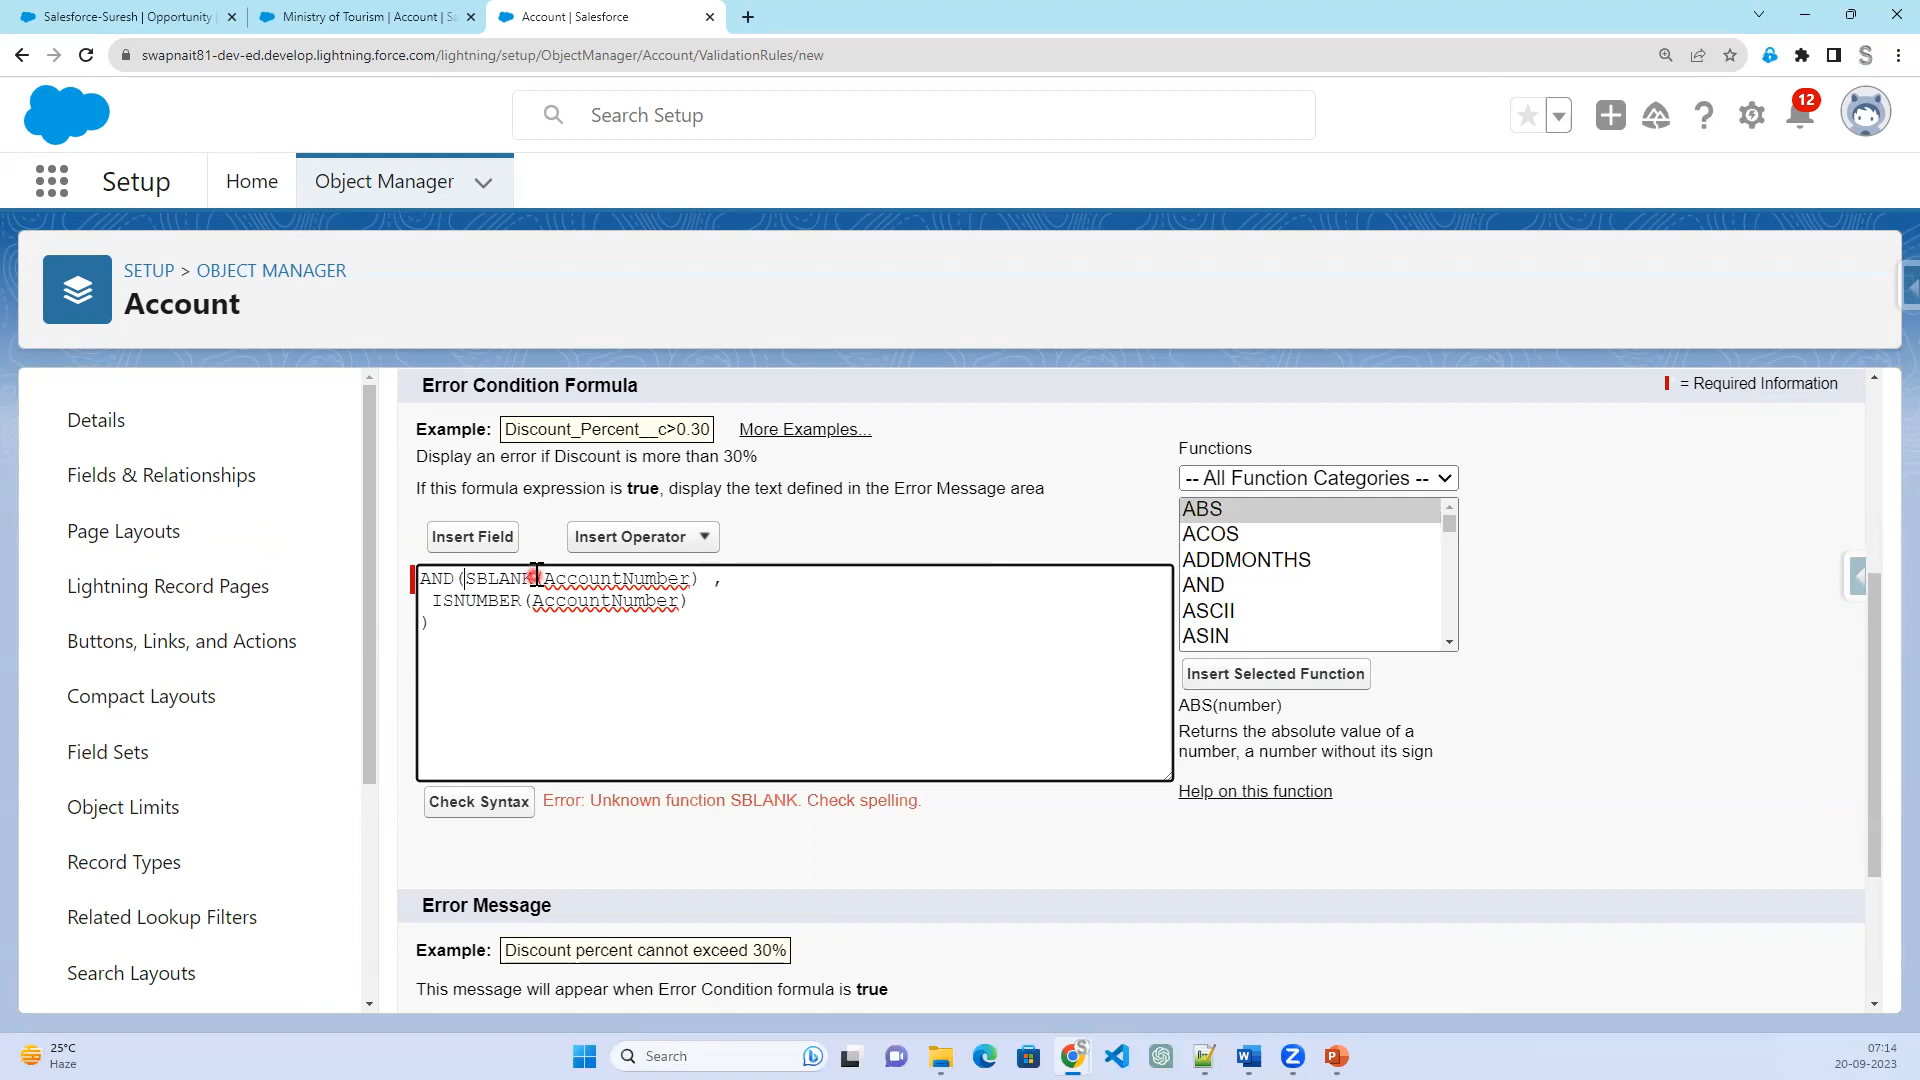 Salesforce-Suresh | Opportunity
Ministry of Tourism | Account | Sa
Account | Salesforce
swapnait81-dev-ed.develop.lightning.force.com/lightning/setup/ObjectManager/Account/ValidationRules/new
Search Setup
12
Setup
Home
Object Manager
SETUP > OBJECT MANAGER
Account
Details
Fields & Relationships
Page Layouts
Lightning Record Pages
Buttons, Links, and Actions
Compact Layouts
Field Sets
Object Limits
Record Types
Related Lookup Filters
Search Layouts
Error Condition Formula
= Required Information
Example: Discount_Percent__c>0.30 More Examples...
Display an error if Discount is more than 30%
If this formula expression is true, display the text defined in the Error Message area
Insert Field
Insert Operator
AND(SBLANK(AccountNumber) ,
ISNUMBER(AccountNumber)
)
Functions
-- All Function Categories --
ABS
ACOS
ADDMONTHS
AND
ASCII
ASIN
Insert Selected Function
ABS(number)
Returns the absolute value of a
number, a number without its sign
Help on this function
Check Syntax
Error: Unknown function SBLANK. Check spelling.
Error Message
Example: Discount percent cannot exceed 30%
This message will appear when Error Condition formula is true
25°C
Haze
Search
07:14
20-09-2023